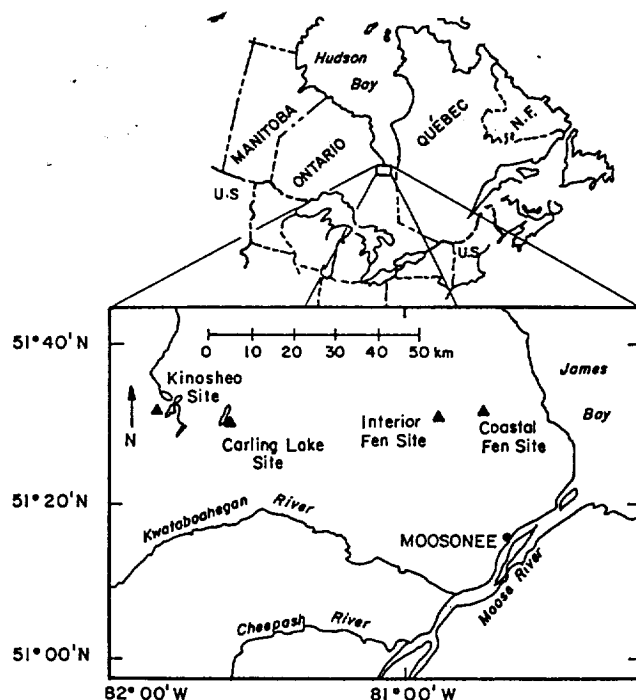 Hudson
Bay
MANITOBA
ONTARIO
QUÉBEC
N.F.
U.S
U.S.
51°40'N
0 10 20 30 40 50 km
James
Bay
Kinosheo
Site
N
Carling Lake
Site
Interior
Fen Site
Coastal
Fen Site
51°20'N
Kwataboahegan River
MOOSONEE
Moose River
Cheepash River
51°00'N
82°00'W
81°00'W